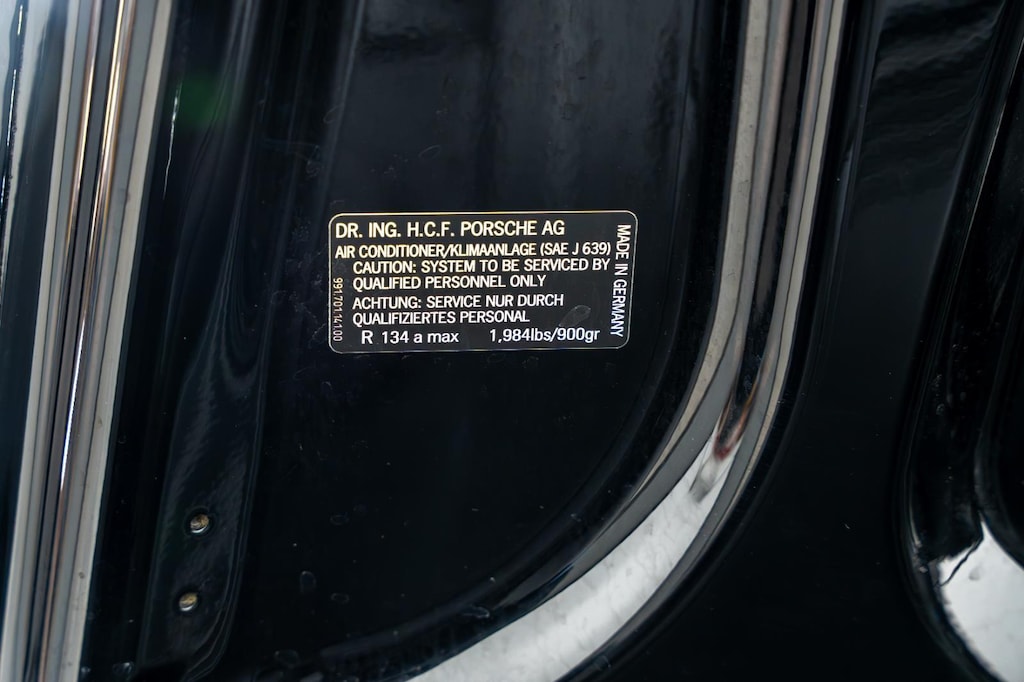 DR. ING. H.C.F. PORSCHE AG
AIR CONDITIONER/KLIMAANLAGE (SAE J 639)
CAUTION: SYSTEM TO BE SERVICED BY
QUALIFIED PERSONNEL ONLY
ACHTUNG: SERVICE NUR DURCH
QUALIFIZIERTES PERSONAL
R 134 a max 1,984lbs/900gr
MADE IN GERMANY
99170114100